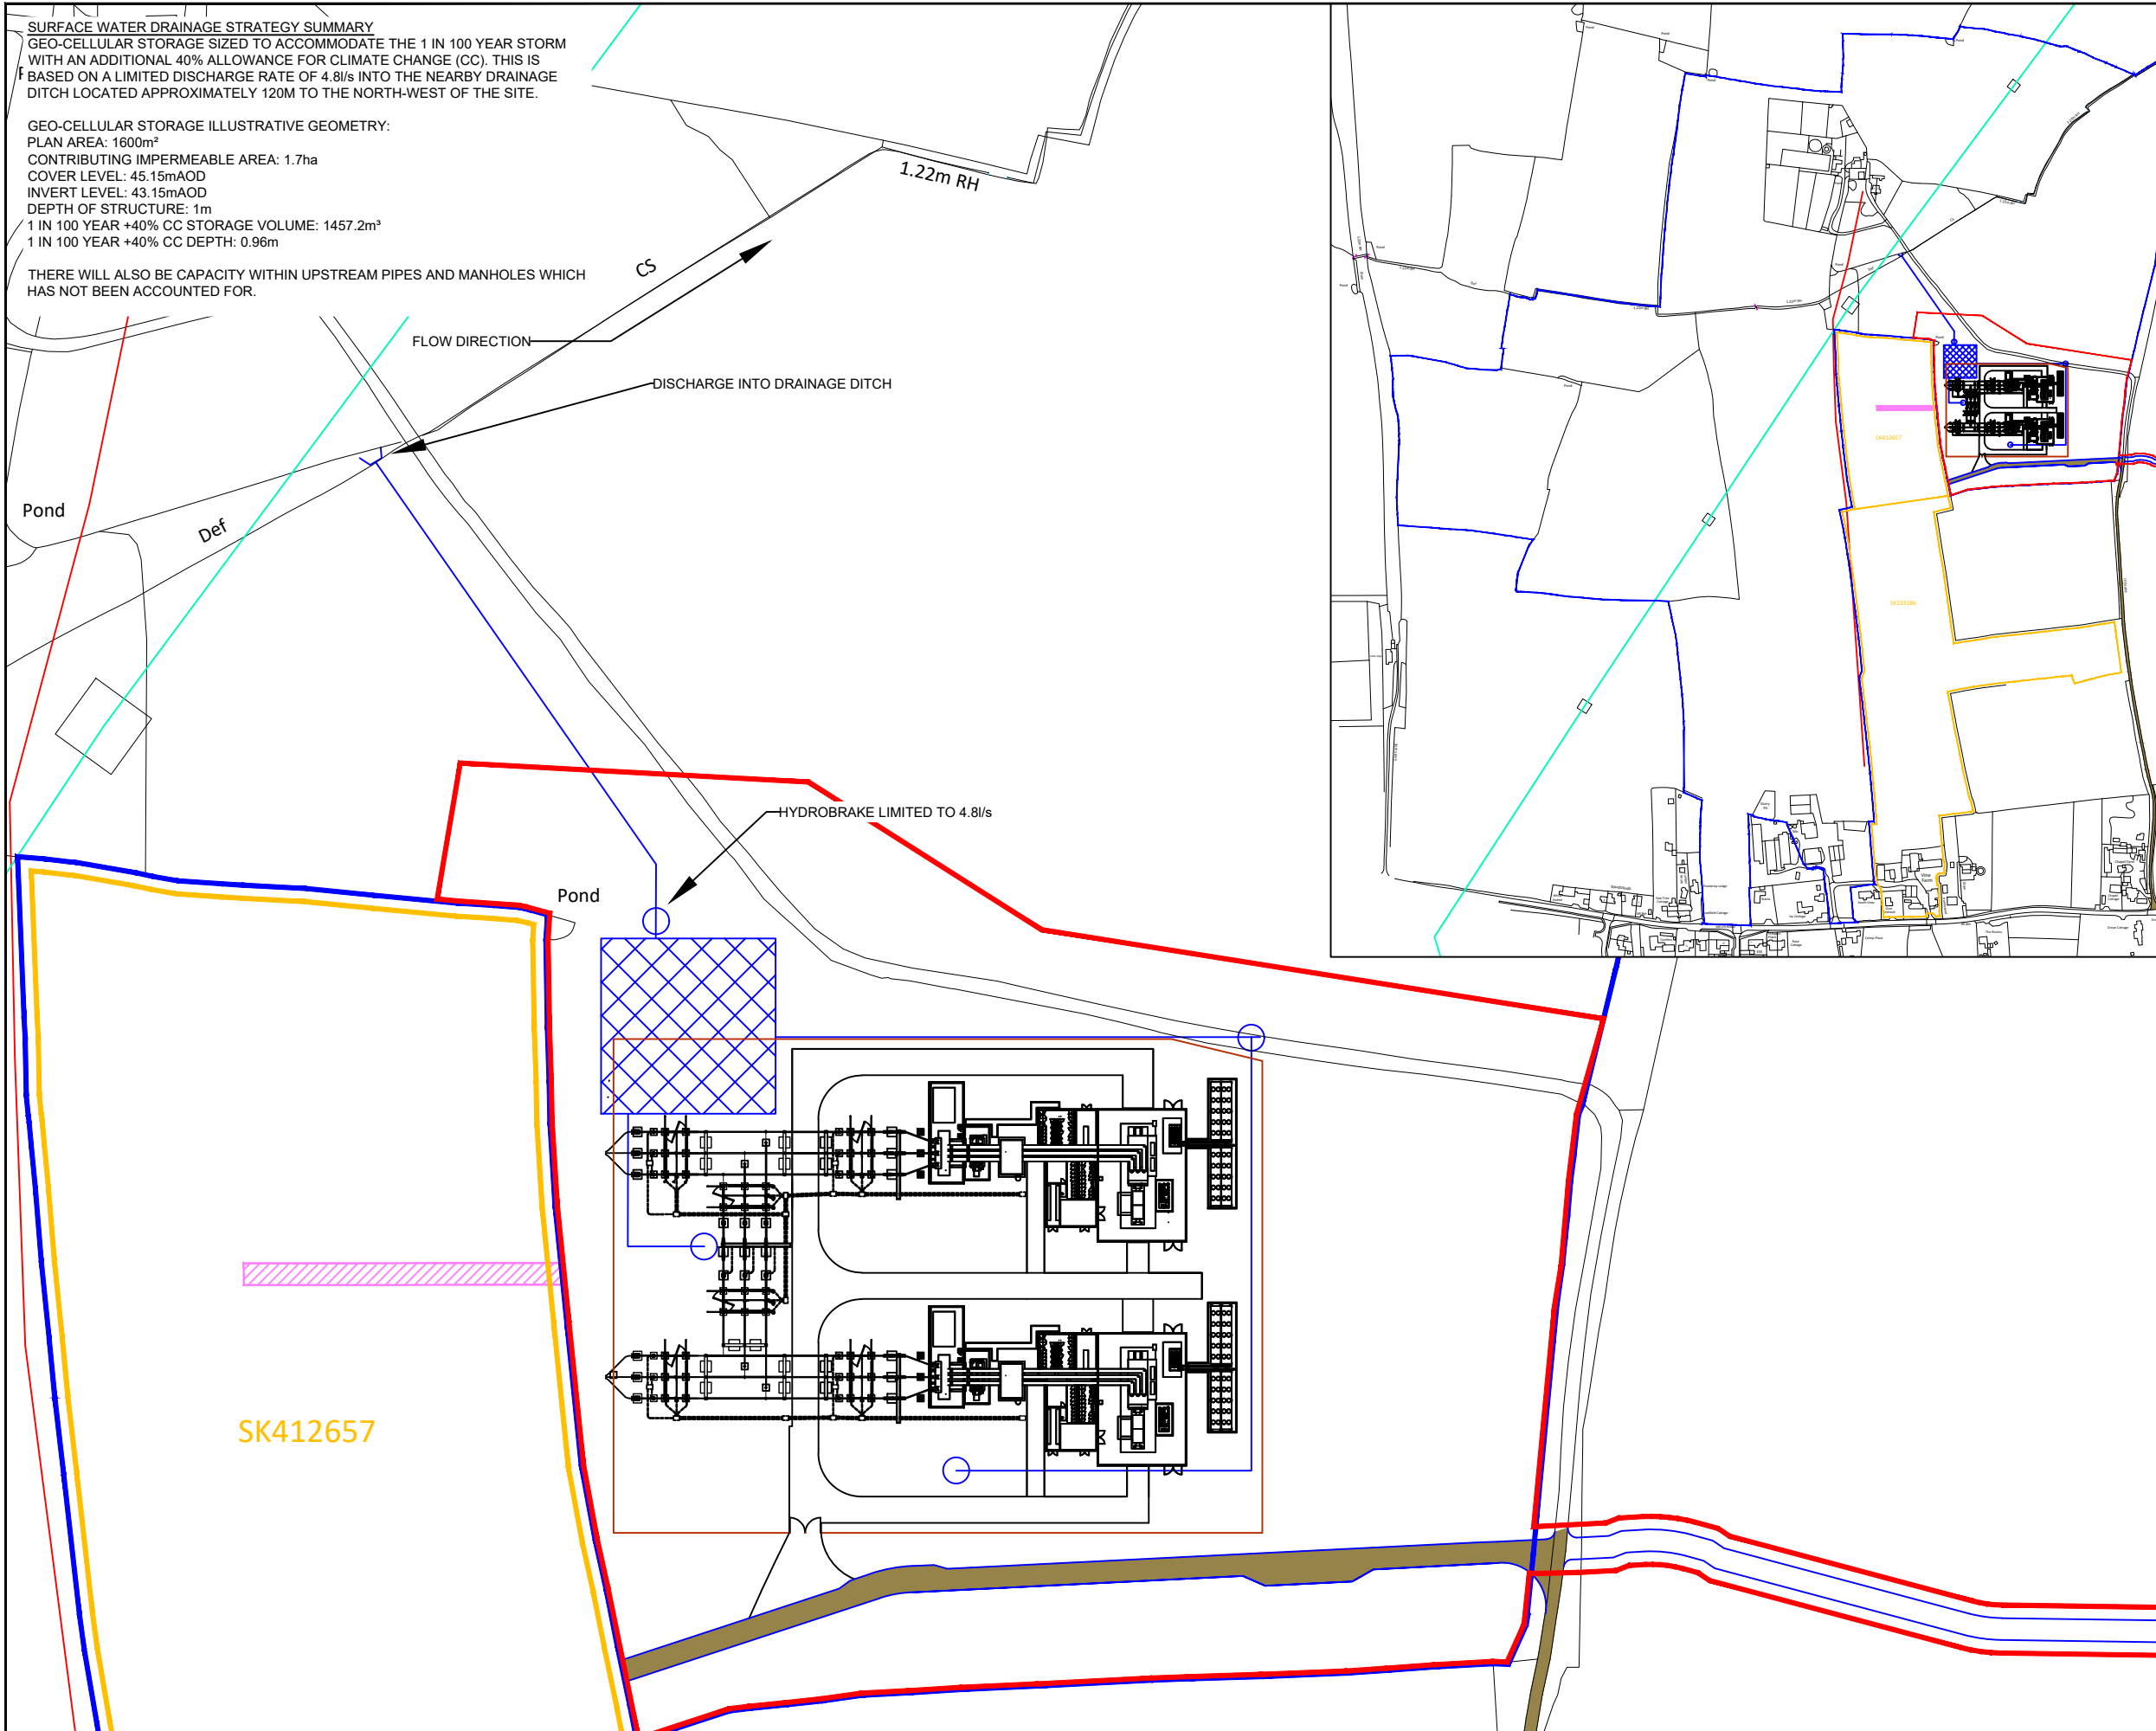 SURFACE WATER DRAINAGE STRATEGY SUMMARY
GEO-CELLULAR STORAGE SIZED TO ACCOMMODATE THE 1 IN 100 YEAR STORM
WITH AN ADDITIONAL 40% ALLOWANCE FOR CLIMATE CHANGE (CC). THIS IS
BASED ON A LIMITED DISCHARGE RATE OF 4.8l/s INTO THE NEARBY DRAINAGE
DITCH LOCATED APPROXIMATELY 120M TO THE NORTH-WEST OF THE SITE.
GEO-CELLULAR STORAGE ILLUSTRATIVE GEOMETRY:
PLAN AREA: 1600m²
CONTRIBUTING IMPERMEABLE AREA: 1.7ha
COVER LEVEL: 45.15mAOD
INVERT LEVEL: 43.15mAOD
DEPTH OF STRUCTURE: 1m
1 IN 100 YEAR +40% CC STORAGE VOLUME: 1457.2m³
1 IN 100 YEAR +40% CC DEPTH: 0.96m
THERE WILL ALSO BE CAPACITY WITHIN UPSTREAM PIPES AND MANHOLES WHICH
HAS NOT BEEN ACCOUNTED FOR.
1.22m RH
CS
FLOW DIRECTION
DISCHARGE INTO DRAINAGE DITCH
Pond
Def
HYDROBRAKE LIMITED TO 4.8l/s
Pond
SK412657
SK412657
Vine
Farm